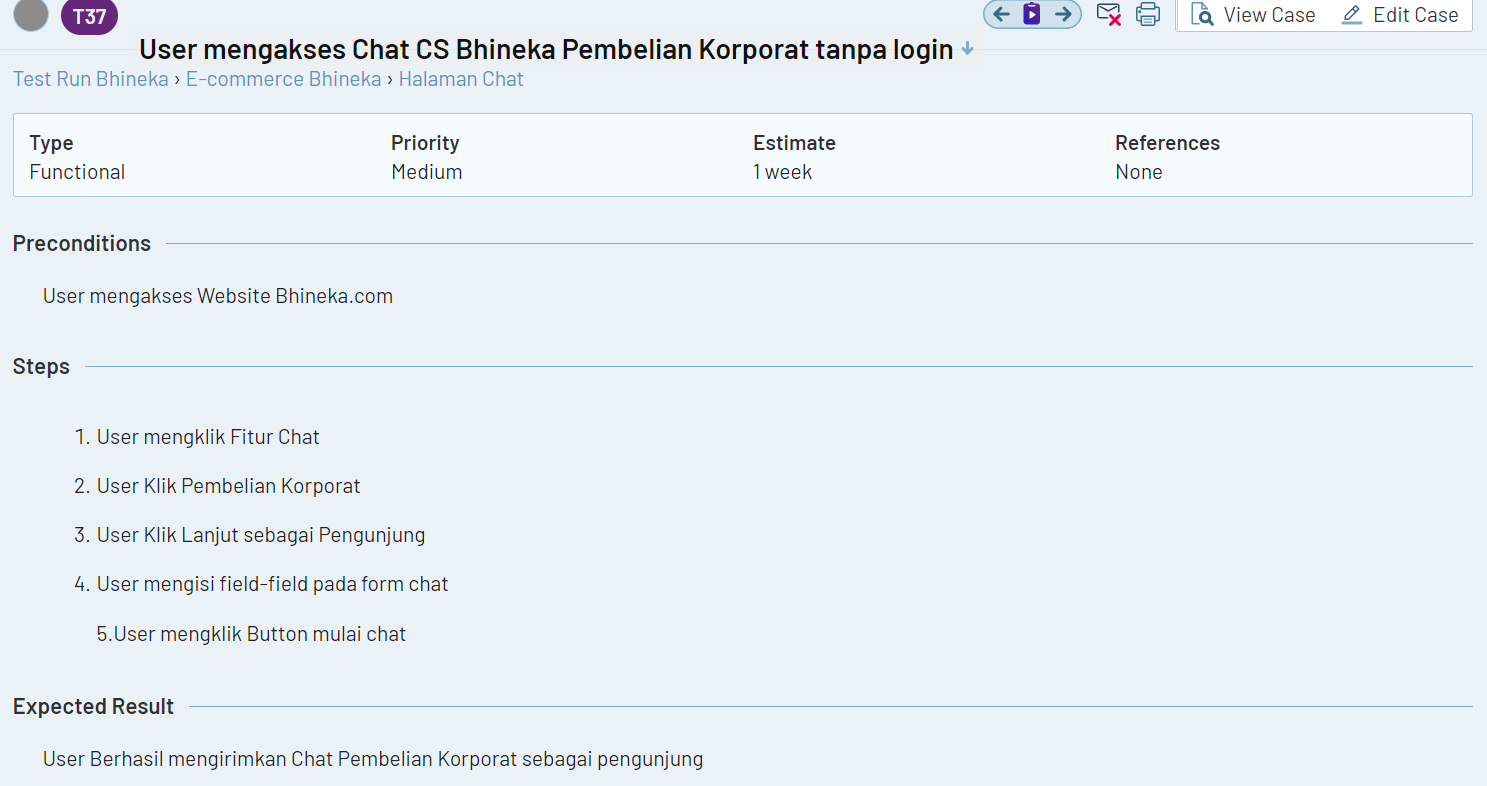 T37
View Case
Edit Case
User mengakses Chat CS Bhineka Pembelian Korporat tanpa login
Test Run Bhineka › E-commerce Bhineka › Halaman Chat
Type
Functional
Priority
Medium
Estimate
1 week
References
None
Preconditions
User mengakses Website Bhineka.com
Steps
1. User mengklik Fitur Chat
2. User Klik Pembelian Korporat
3. User Klik Lanjut sebagai Pengunjung
4. User mengisi field-field pada form chat
5.User mengklik Button mulai chat
Expected Result
User Berhasil mengirimkan Chat Pembelian Korporat sebagai pengunjung